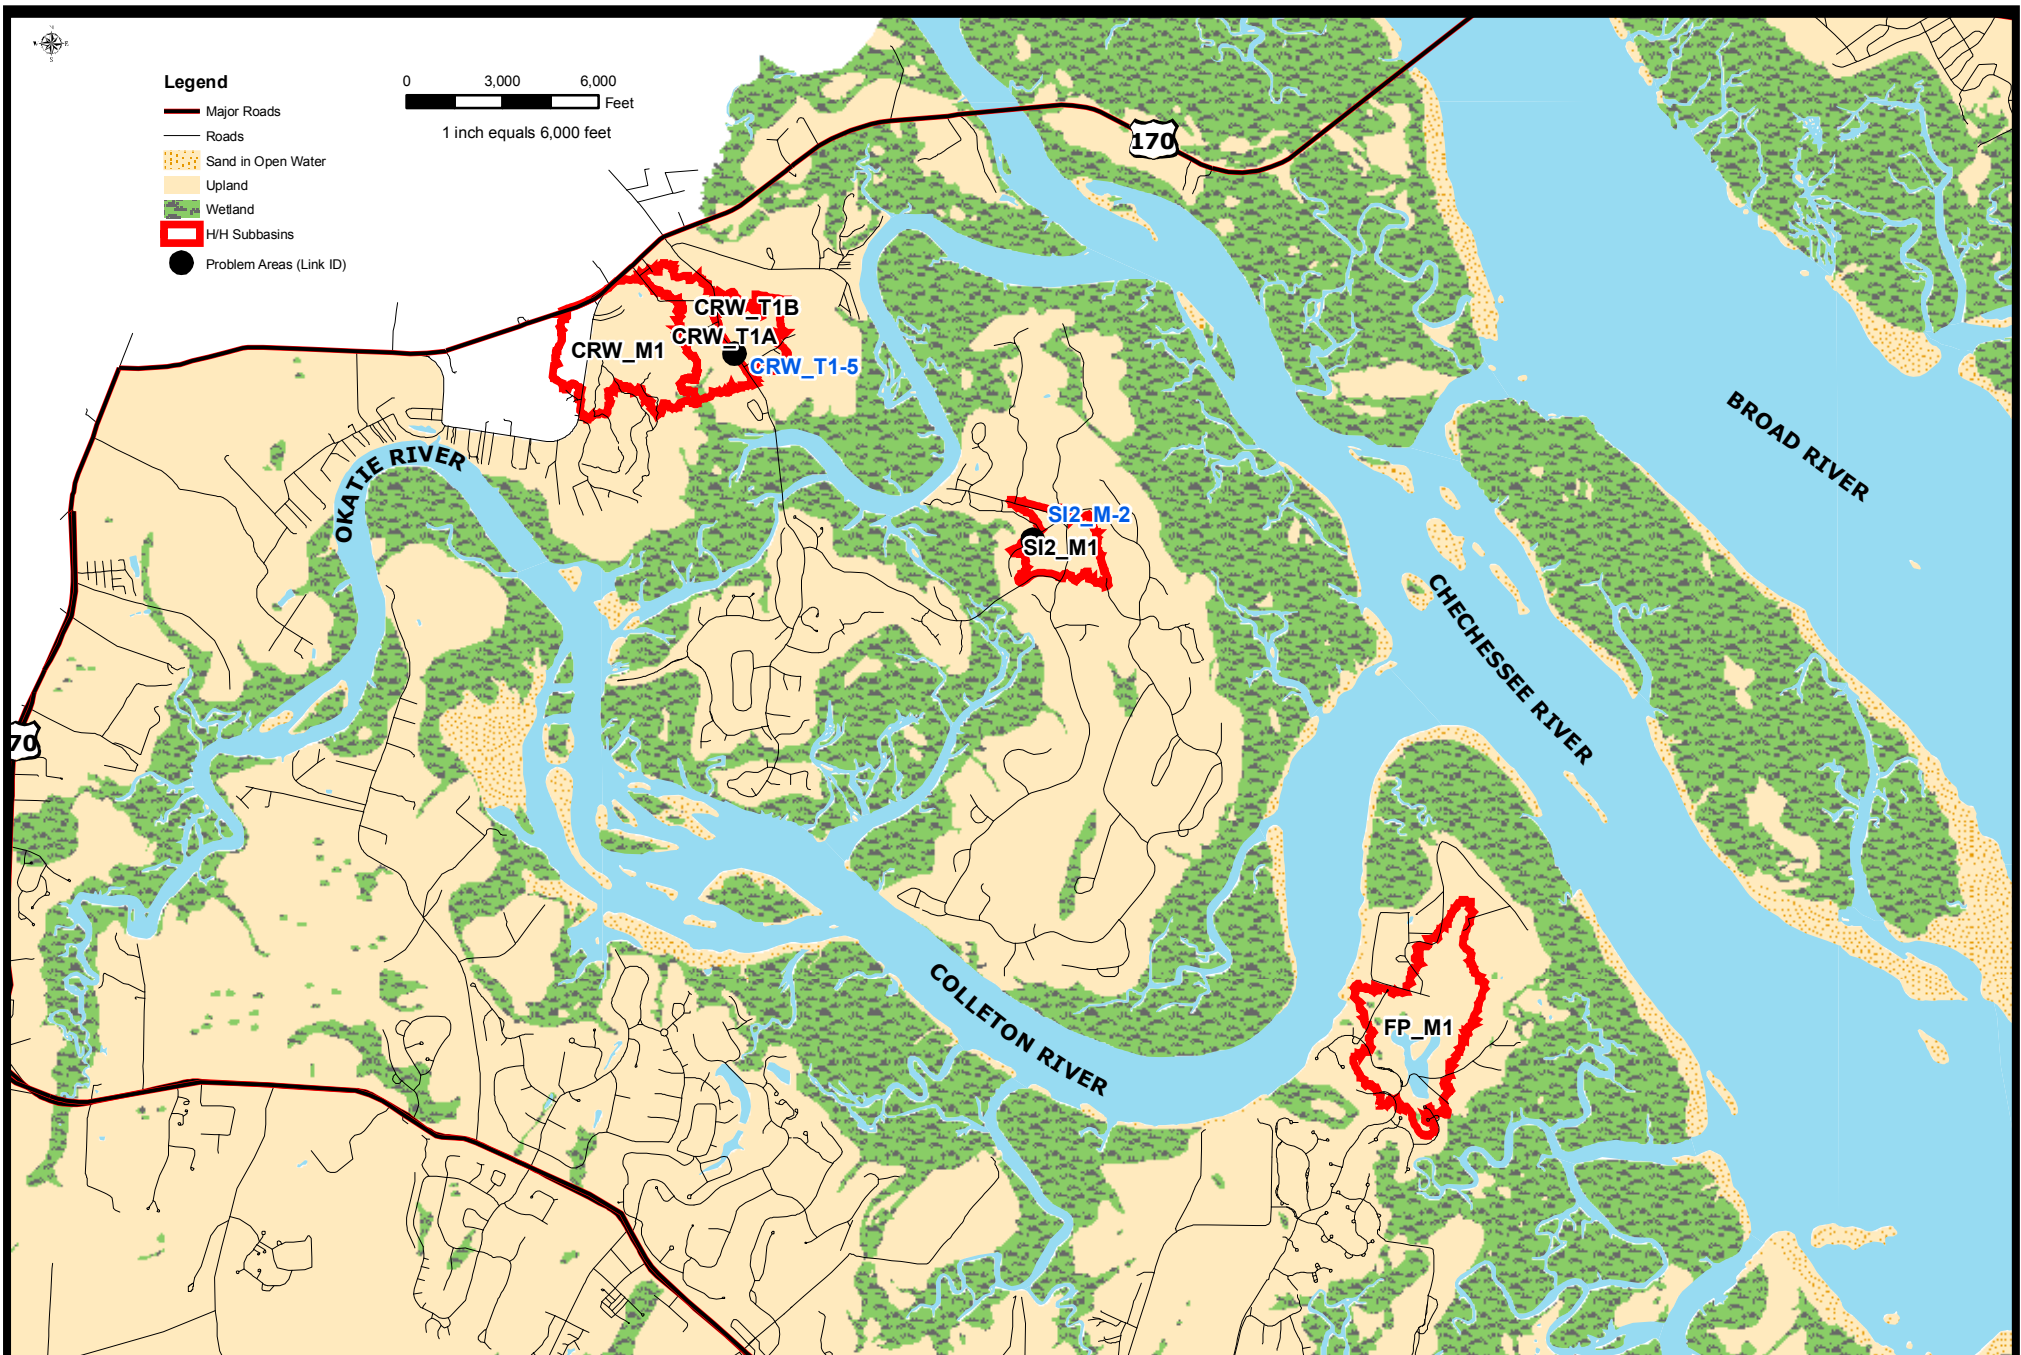 N
W
E
S
Legend
Major Roads
Roads
Sand in Open Water
Upland
Wetland
H/H Subbasins
Problem Areas (Link ID)
0 3,000 6,000
Feet
1 inch equals 6,000 feet
170
CRW_T1B
CRW_T1A
CRW_M1
CRW_T1-5
BROAD RIVER
OKATIE RIVER
SI2_M-2
SI2_M1
CHECHESSEE RIVER
70
COLLETON RIVER
FP_M1